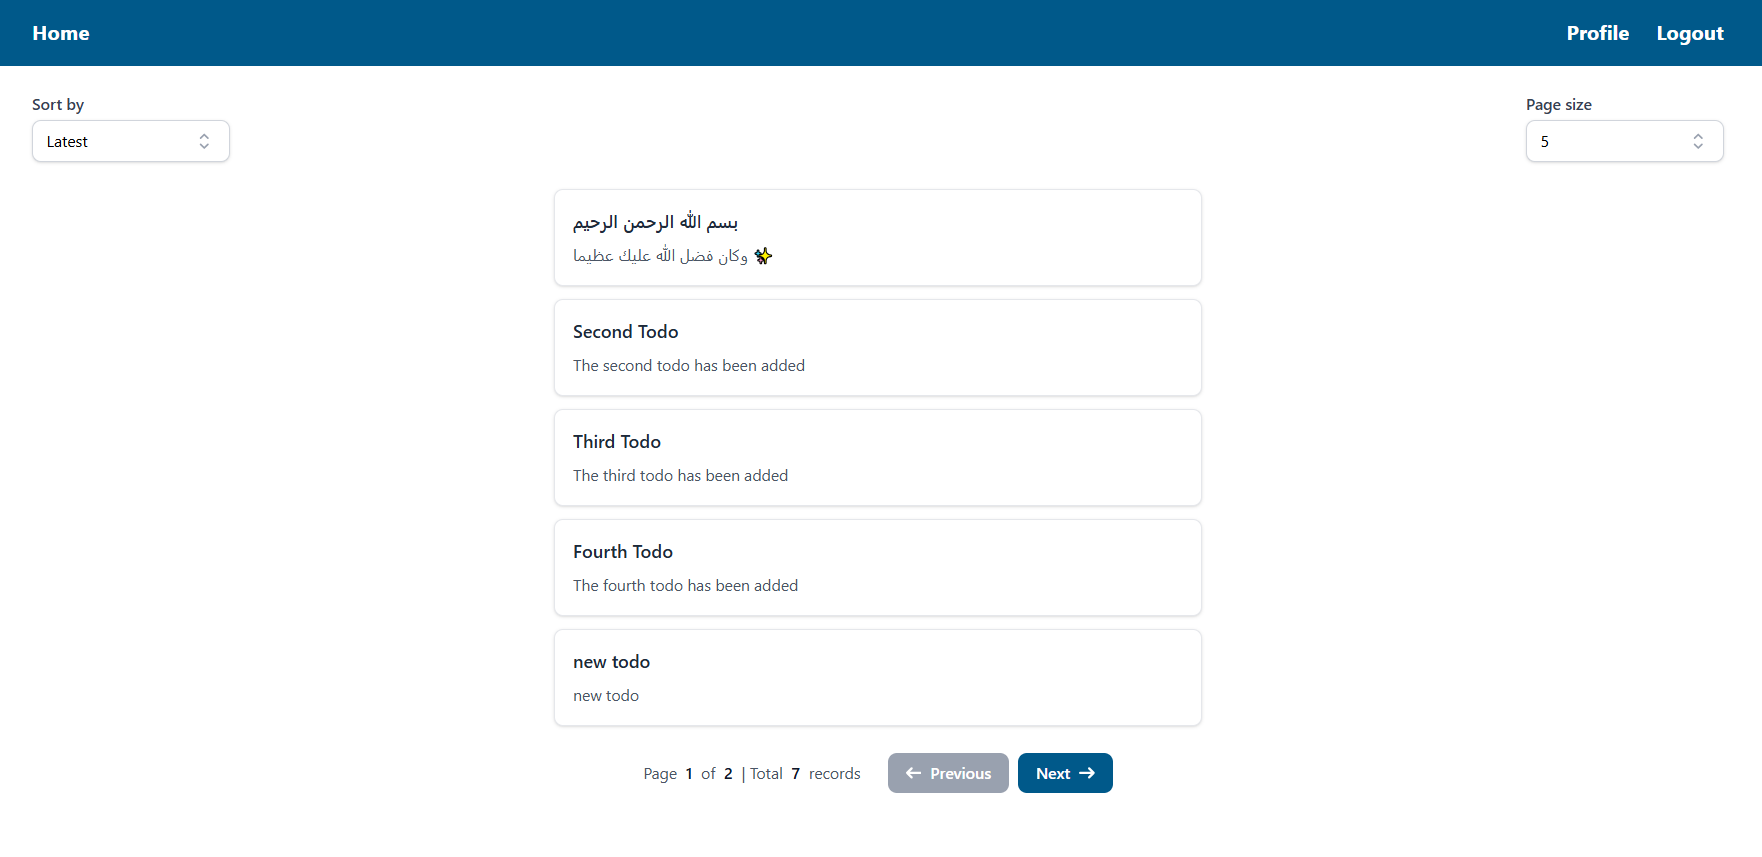 Home
Profile
Logout
Sort by
Page size
Latest
5
بسم الله الرحمن الرحيم
وكان فضل الله عليك عظيما ✨
Second Todo
The second todo has been added
Third Todo
The third todo has been added
Fourth Todo
The fourth todo has been added
new todo
new todo
Page 1 of 2 | Total 7 records
← Previous
Next →